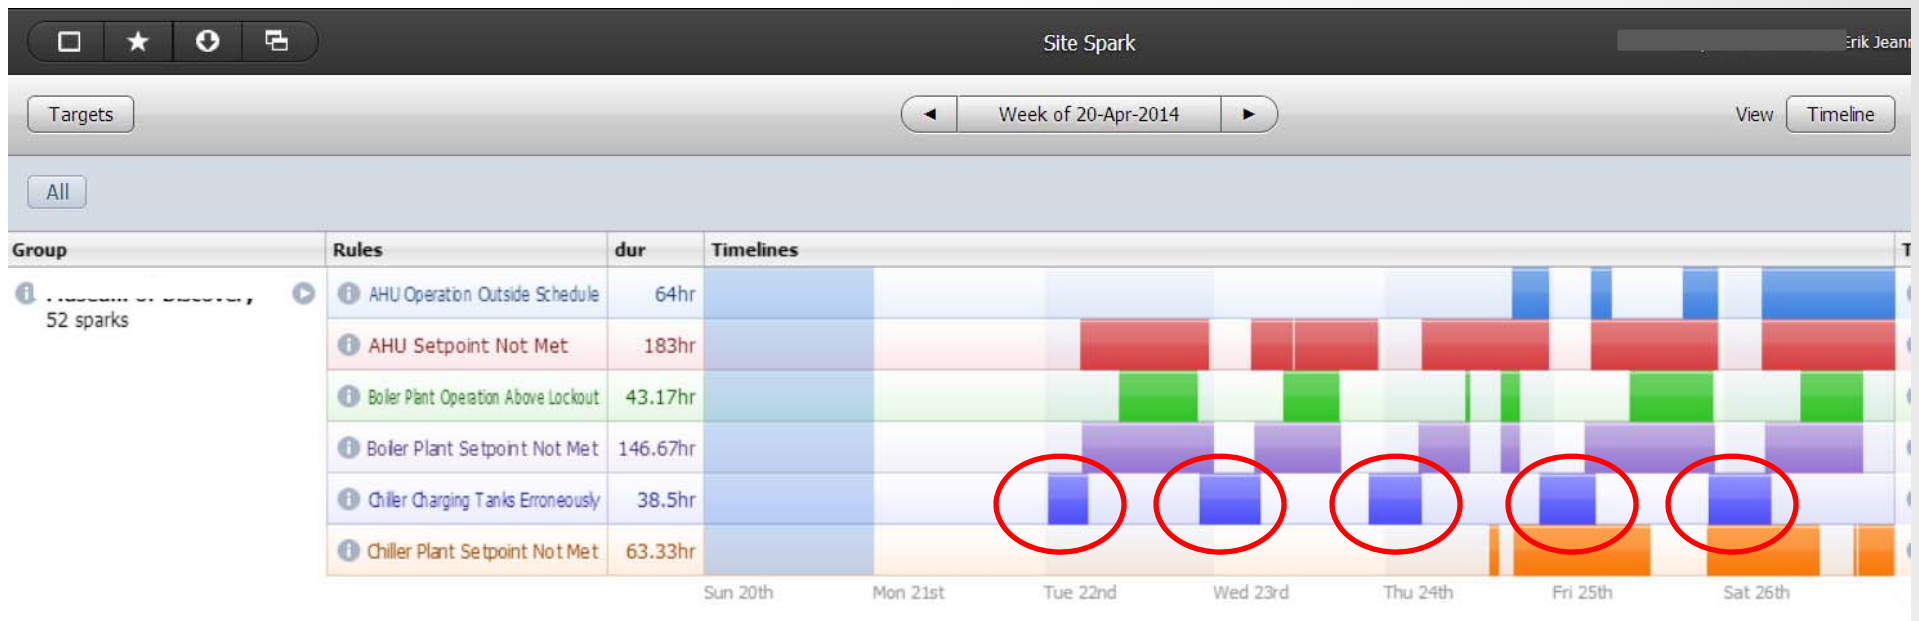 Site Spark
Erik Jean
Targets
Week of 20-Apr-2014
View Timeline
All
Group Rules dur Timelines T
52 sparks
AHU Operation Outside Schedule 64hr
AHU Setpoint Not Met 183hr
Boiler Plant Operation Above Lockout 43.17hr
Boiler Plant Setpoint Not Met 146.67hr
Chiller Charging Tanks Erroneously 38.5hr
Chiller Plant Setpoint Not Met 63.33hr
Sun 20th Mon 21st Tue 22nd Wed 23rd Thu 24th Fri 25th Sat 26th